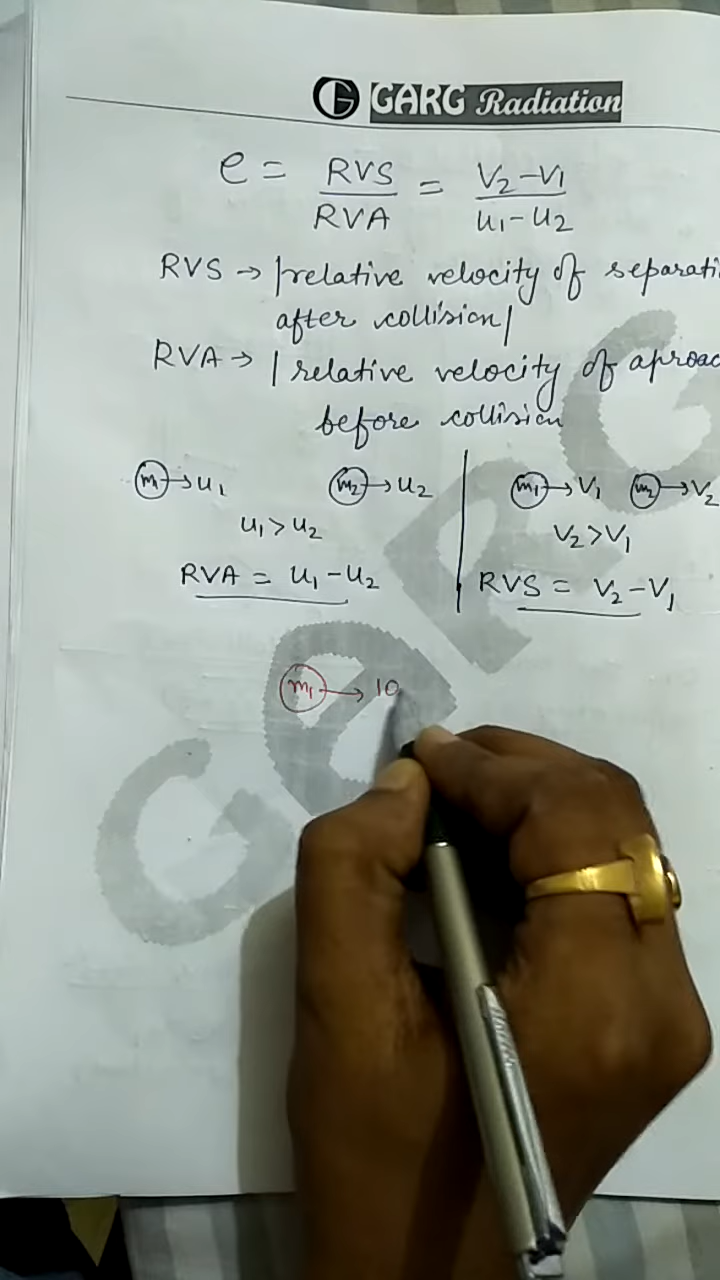 G GARG Radiation
e = RVS / RVA = V₂-V₁ / u₁-u₂
RVS → |relative velocity of separati
after collision|
RVA → | relative velocity of aproac
before collision
m₁ → u₁ m₂ → u₂ m₁ → V₁ m₂ → V₂
u₁ > u₂ V₂ > V₁
RVA = u₁-u₂ RVS = V₂-V₁
m₁ → 10
GARG